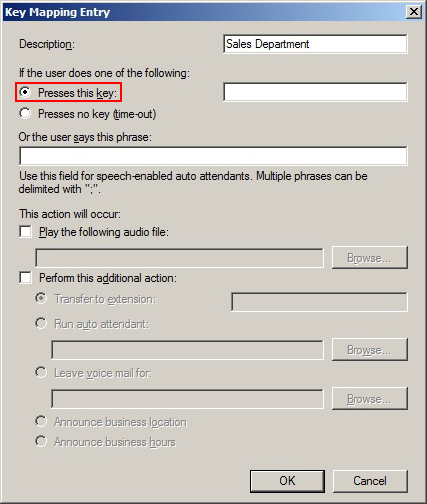 Key Mapping Entry
Description: Sales Department
If the user does one of the following:
Presses this key:
Presses no key (time-out)
Or the user says this phrase:
Use this field for speech-enabled auto attendants. Multiple phrases can be
delimited with ";".
This action will occur:
Play the following audio file:
Browse...
Perform this additional action:
Transfer to extension:
Run auto attendant:
Browse...
Leave voice mail for:
Browse...
Announce business location
Announce business hours
OK Cancel